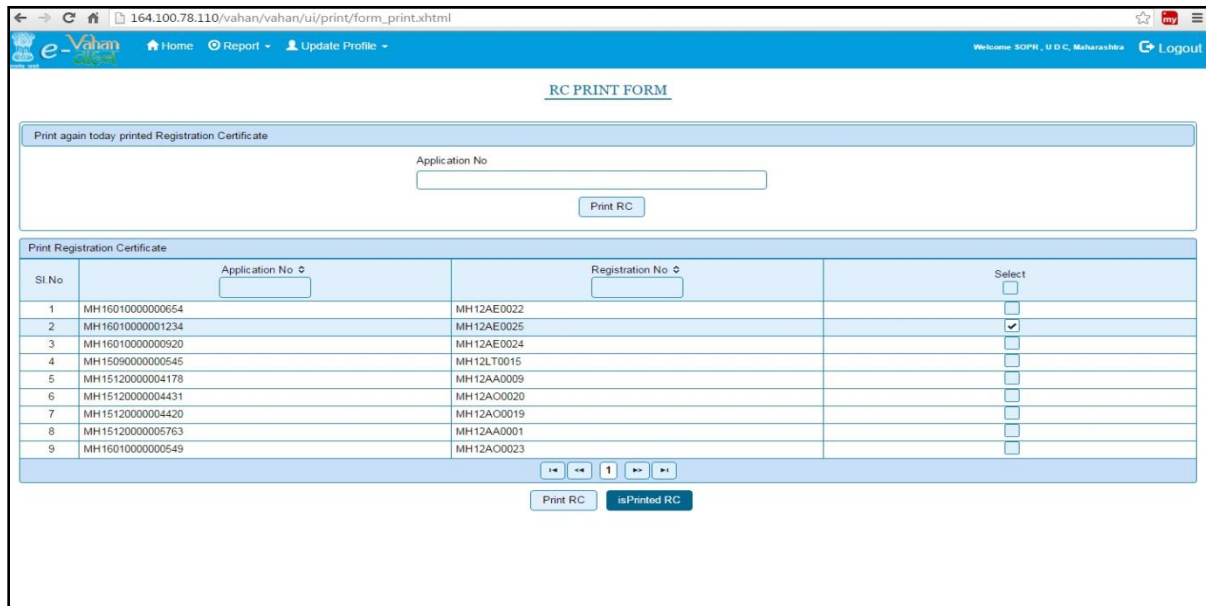 164.100.78.110/vahan/vahan/ui/print/form_print.xhtml my
e-Vahan वाहन Home Report Update Profile Welcome SOPR , U D C, Maharashtra Logout
RC PRINT FORM
Print again today printed Registration Certificate
Application No
Print RC
Print Registration Certificate
Sl.No Application No Registration No Select
1 MH16010000000654 MH12AE0022
2 MH16010000001234 MH12AE0025
3 MH16010000000920 MH12AE0024
4 MH15090000000545 MH12LT0015
5 MH15120000004178 MH12AA0009
6 MH15120000004431 MH12AO0020
7 MH15120000004420 MH12AO0019
8 MH15120000005763 MH12AA0001
9 MH16010000000549 MH12AO0023
1
Print RC isPrinted RC